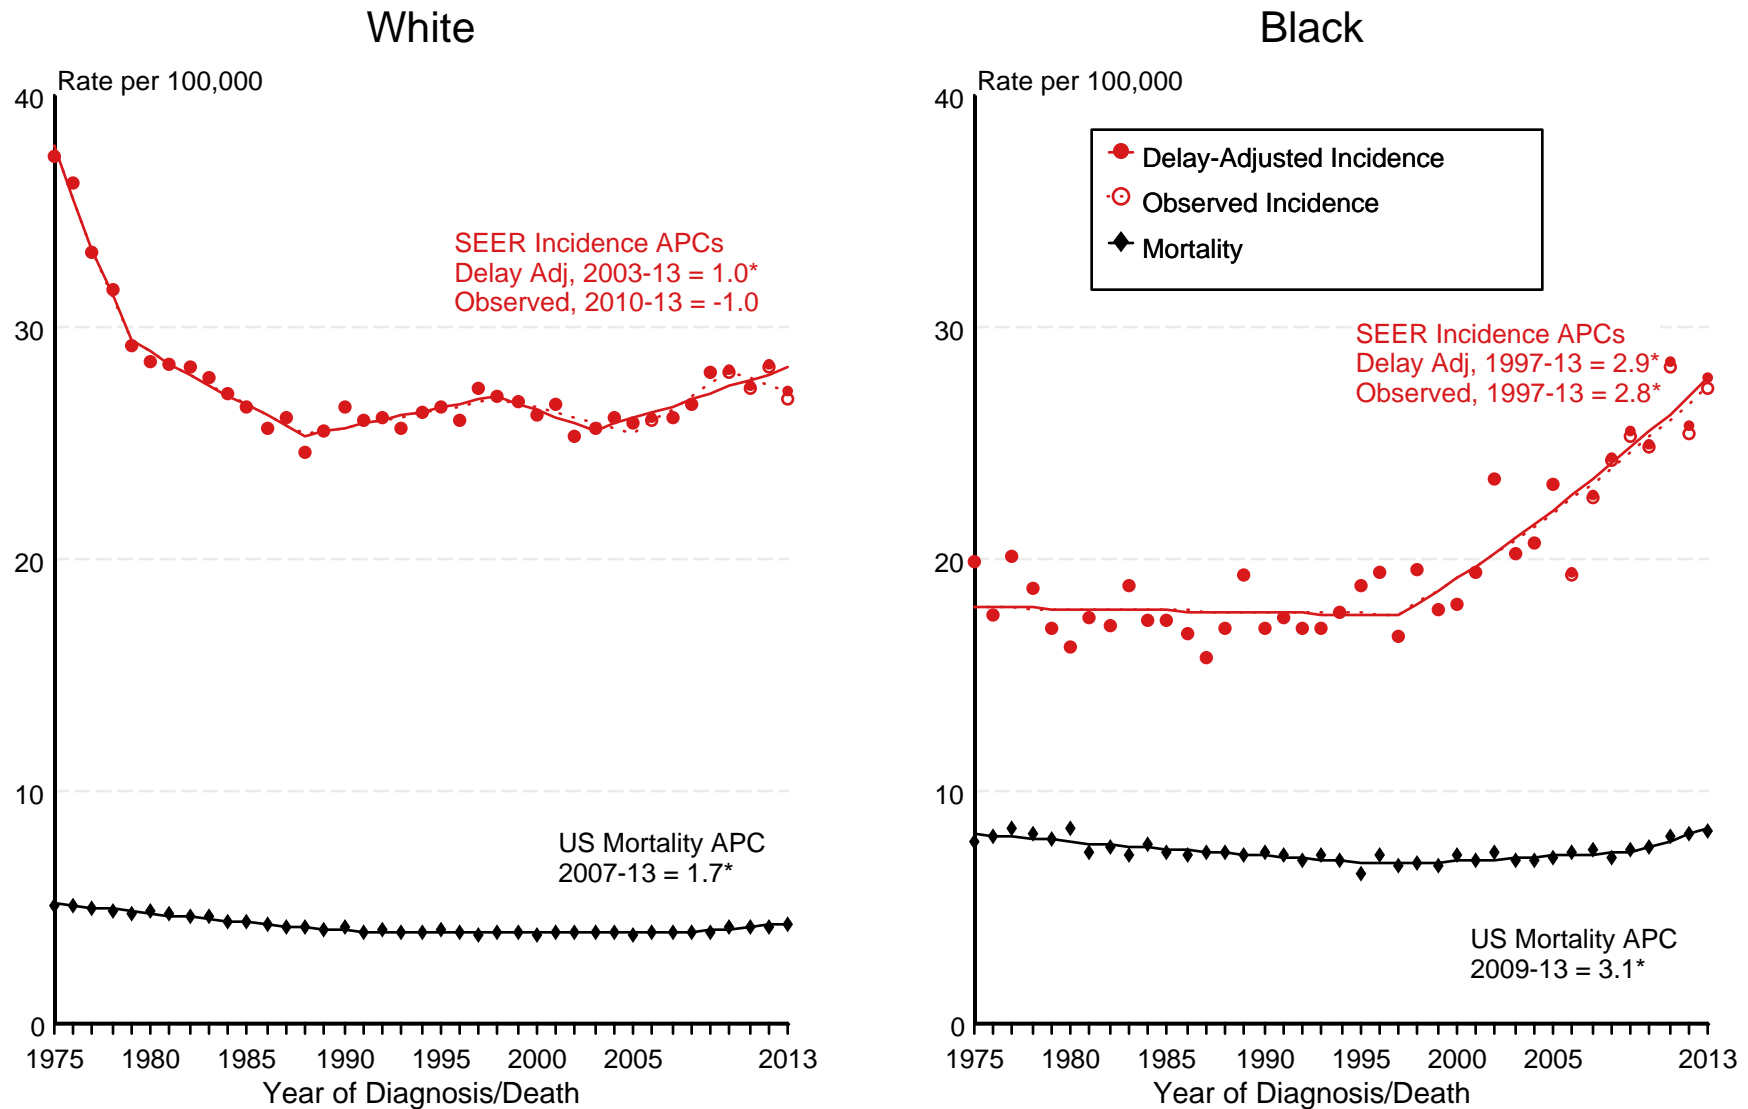 White
Rate per 100,000
40
30
20
10
0
SEER Incidence APCs
Delay Adj, 2003-13 = 1.0*
Observed, 2010-13 = -1.0
US Mortality APC
2007-13 = 1.7*
1975 1980 1985 1990 1995 2000 2005 2013
Year of Diagnosis/Death
Black
Rate per 100,000
40
30
20
10
0
Delay-Adjusted Incidence
Observed Incidence
Mortality
SEER Incidence APCs
Delay Adj, 1997-13 = 2.9*
Observed, 1997-13 = 2.8*
US Mortality APC
2009-13 = 3.1*
1975 1980 1985 1990 1995 2000 2005 2013
Year of Diagnosis/Death